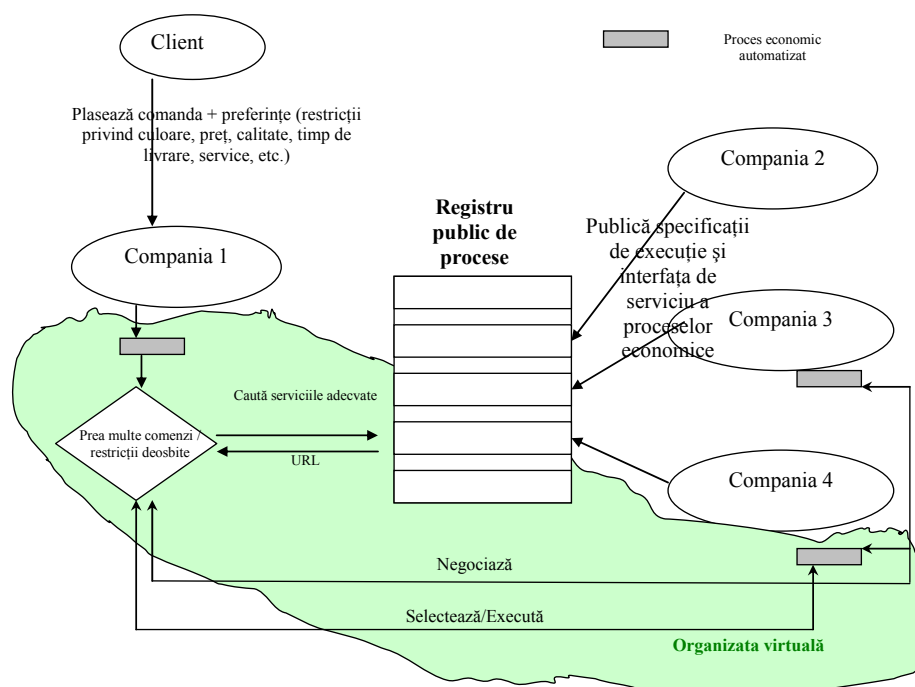 Client
Proces economic
automatizat
Plasează comanda + preferințe (restricții
privind culoare, preț, calitate, timp de
livrare, service, etc.)
Compania 2
Registru
public de
procese
Publică specificații
de execuție și
interfața de
serviciu a
proceselor
economice
Compania 1
Compania 3
Caută serviciile adecvate
Prea multe comenzi /
restricții deosbite
URL
Compania 4
Negociază
Selectează/Execută
Organizata virtuală